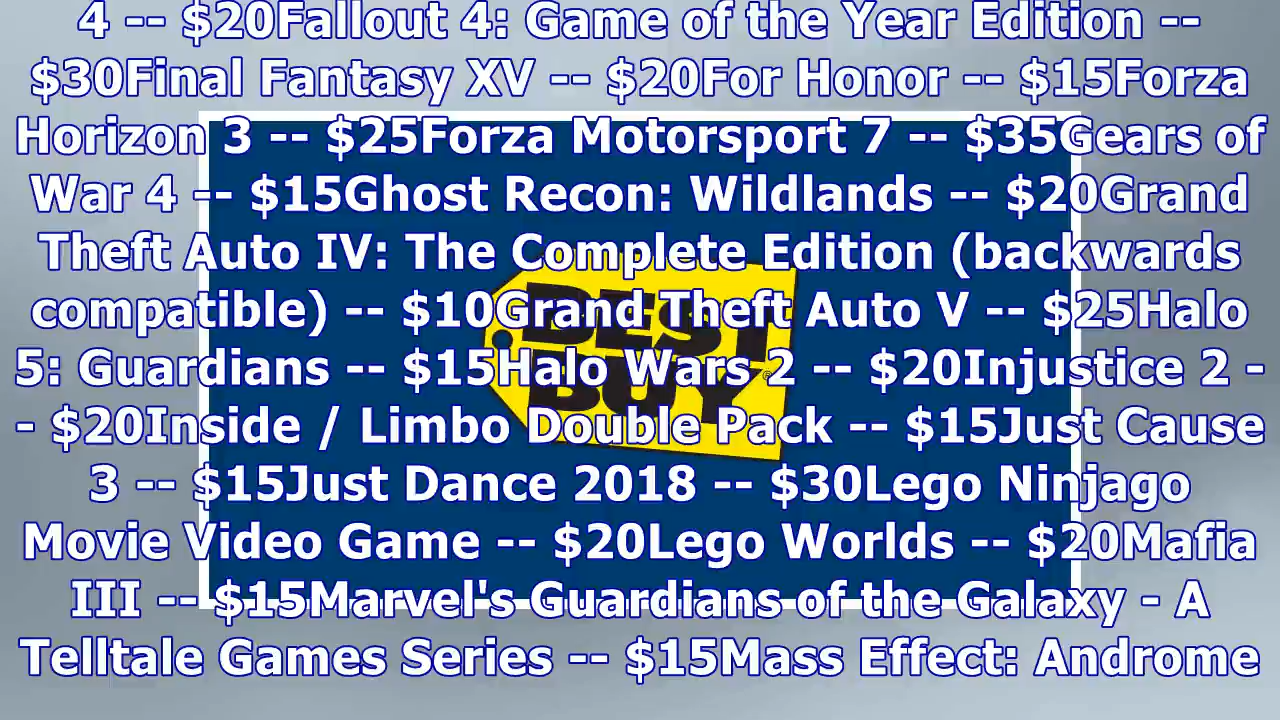 4 -- $20Fallout 4: Game of the Year Edition --
$30Final Fantasy XV -- $20For Honor -- $15Forza
Horizon 3 -- $25Forza Motorsport 7 -- $35Gears of
War 4 -- $15Ghost Recon: Wildlands -- $20Grand
Theft Auto IV: The Complete Edition (backwards
compatible) -- $10Grand Theft Auto V -- $25Halo
5: Guardians -- $15Halo Wars 2 -- $20Injustice 2 -
- $20Inside / Limbo Double Pack -- $15Just Cause
3 -- $15Just Dance 2018 -- $30Lego Ninjago
Movie Video Game -- $20Lego Worlds -- $20Mafia
III -- $15Marvel's Guardians of the Galaxy - A
Telltale Games Series -- $15Mass Effect: Androme
BEST
BUY